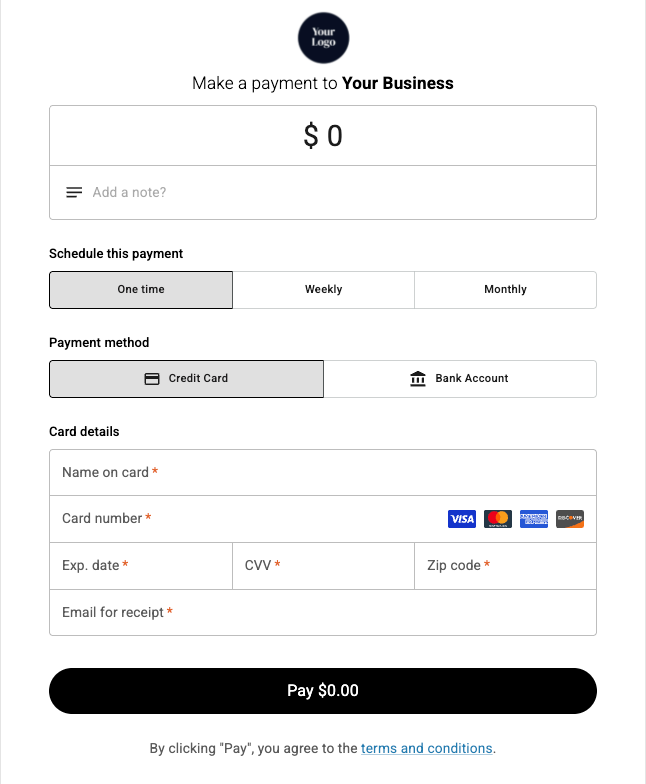 Your
Logo
Make a payment to Your Business
$ 0
Add a note?
Schedule this payment
One time
Weekly
Monthly
Payment method
Credit Card
Bank Account
Card details
Name on card *
Card number *
VISA
DISCOVER
Exp. date *
CVV *
Zip code *
Email for receipt *
Pay $0.00
By clicking "Pay", you agree to the terms and conditions.